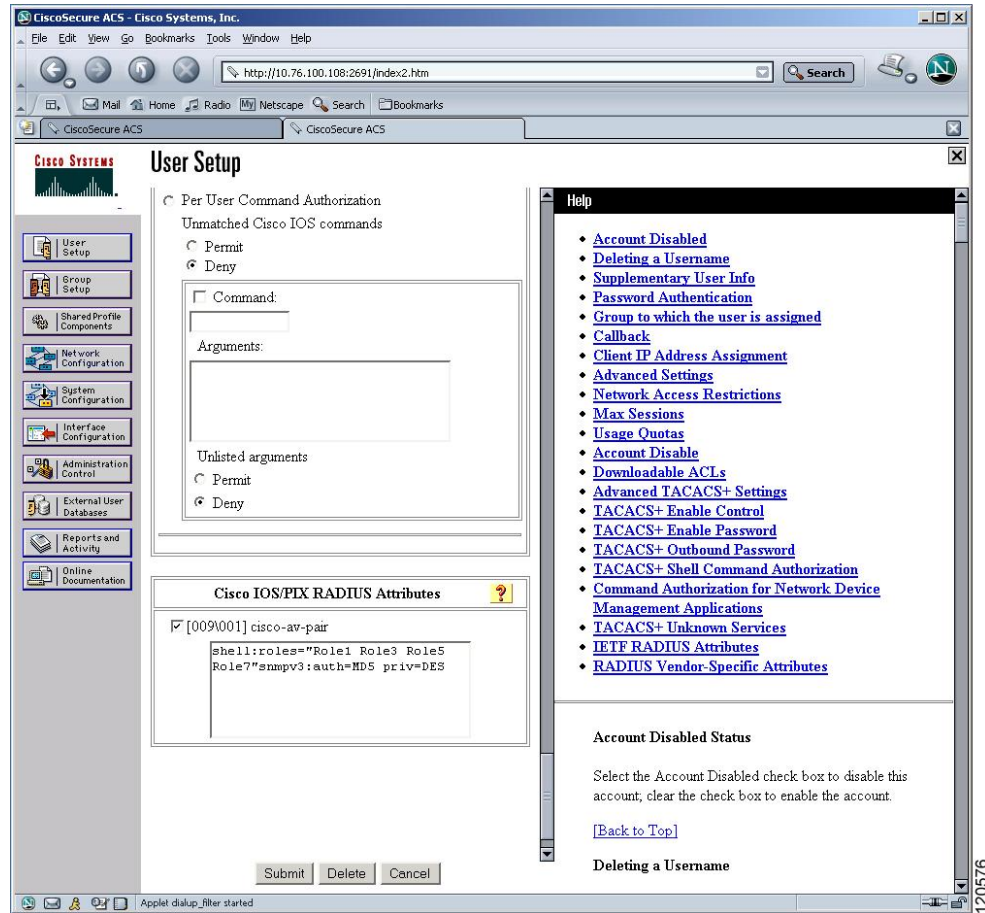 CiscoSecure ACS - Cisco Systems, Inc.
File Edit View Go Bookmarks Tools Window Help
http://10.76.100.108:2691/index2.htm
Search
Mail Home Radio My Netscape Search Bookmarks
CiscoSecure ACS
CiscoSecure ACS
CISCO SYSTEMS
User Setup
User Setup
Group Setup
Shared Profile Components
Network Configuration
System Configuration
Interface Configuration
Administration Control
External User Databases
Reports and Activity
Online Documentation
Per User Command Authorization
Unmatched Cisco IOS commands
Permit
Deny
Command:
Arguments:
Unlisted arguments
Permit
Deny
Cisco IOS/PIX RADIUS Attributes
?
[009\001] cisco-av-pair
shell:roles="Role1 Role3 Role5
Role7"snmpv3:auth=MD5 priv=DES
Submit Delete Cancel
Help
Account Disabled
Deleting a Username
Supplementary User Info
Password Authentication
Group to which the user is assigned
Callback
Client IP Address Assignment
Advanced Settings
Network Access Restrictions
Max Sessions
Usage Quotas
Account Disable
Downloadable ACLs
Advanced TACACS+ Settings
TACACS+ Enable Control
TACACS+ Enable Password
TACACS+ Outbound Password
TACACS+ Shell Command Authorization
Command Authorization for Network Device
Management Applications
TACACS+ Unknown Services
IETF RADIUS Attributes
RADIUS Vendor-Specific Attributes
Account Disabled Status
Select the Account Disabled check box to disable this
account; clear the check box to enable the account.
[Back to Top]
Deleting a Username
Applet dialup_filter started
120576